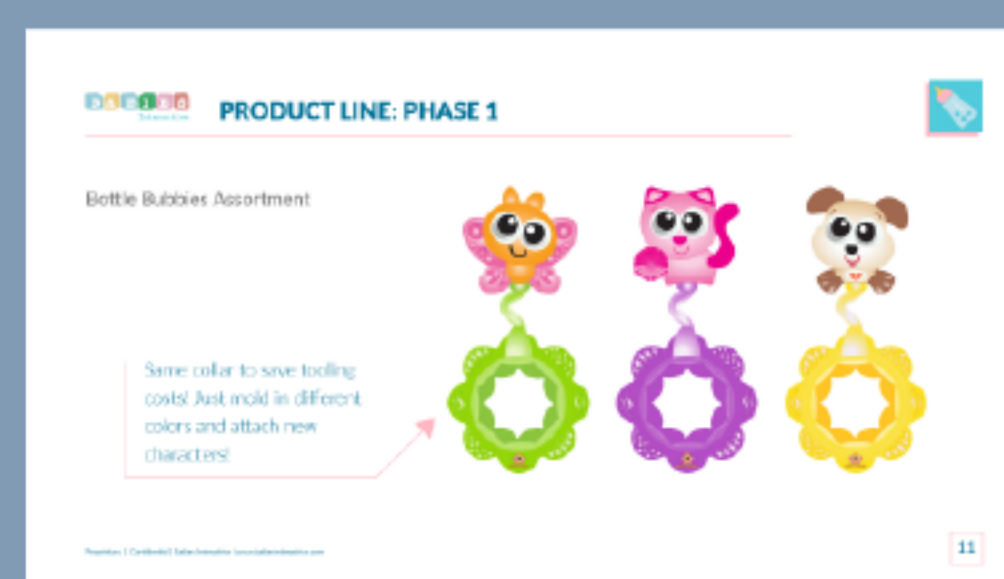 PRODUCT LINE: PHASE 1
Bottle Bubbies Assortment
Same collar to save tooling
costs! Just mold in different
colors and attach new
characters!
11